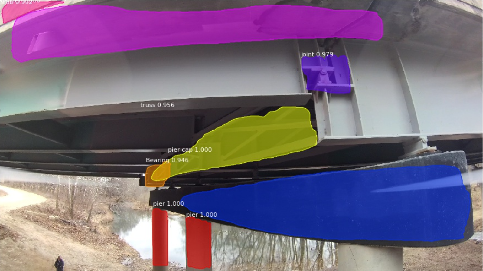 joint 0.979
truss 0.956
pier cap 1.000
Bearing 0.946
pier 1.000
pier 1.000